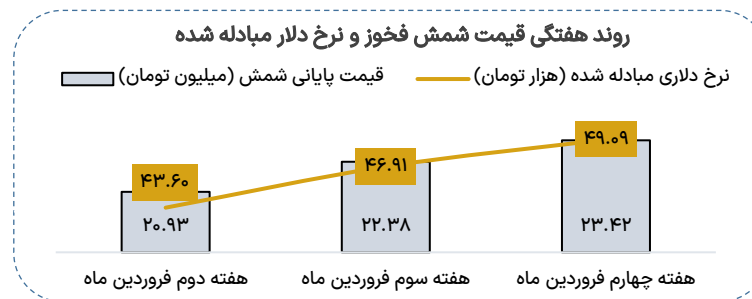 روند هفتگی قیمت شمش فخوز و نرخ دلار مبادله شده
نرخ دلاری مبادله شده (هزار تومان) قیمت پایانی شمش (میلیون تومان)
۴۳.۶۰ ۴۶.۹۱ ۴۹.۰۹
۲۰.۹۳ ۲۲.۳۸ ۲۳.۴۲
هفته دوم فروردین ماه هفته سوم فروردین ماه هفته چهارم فروردین ماه